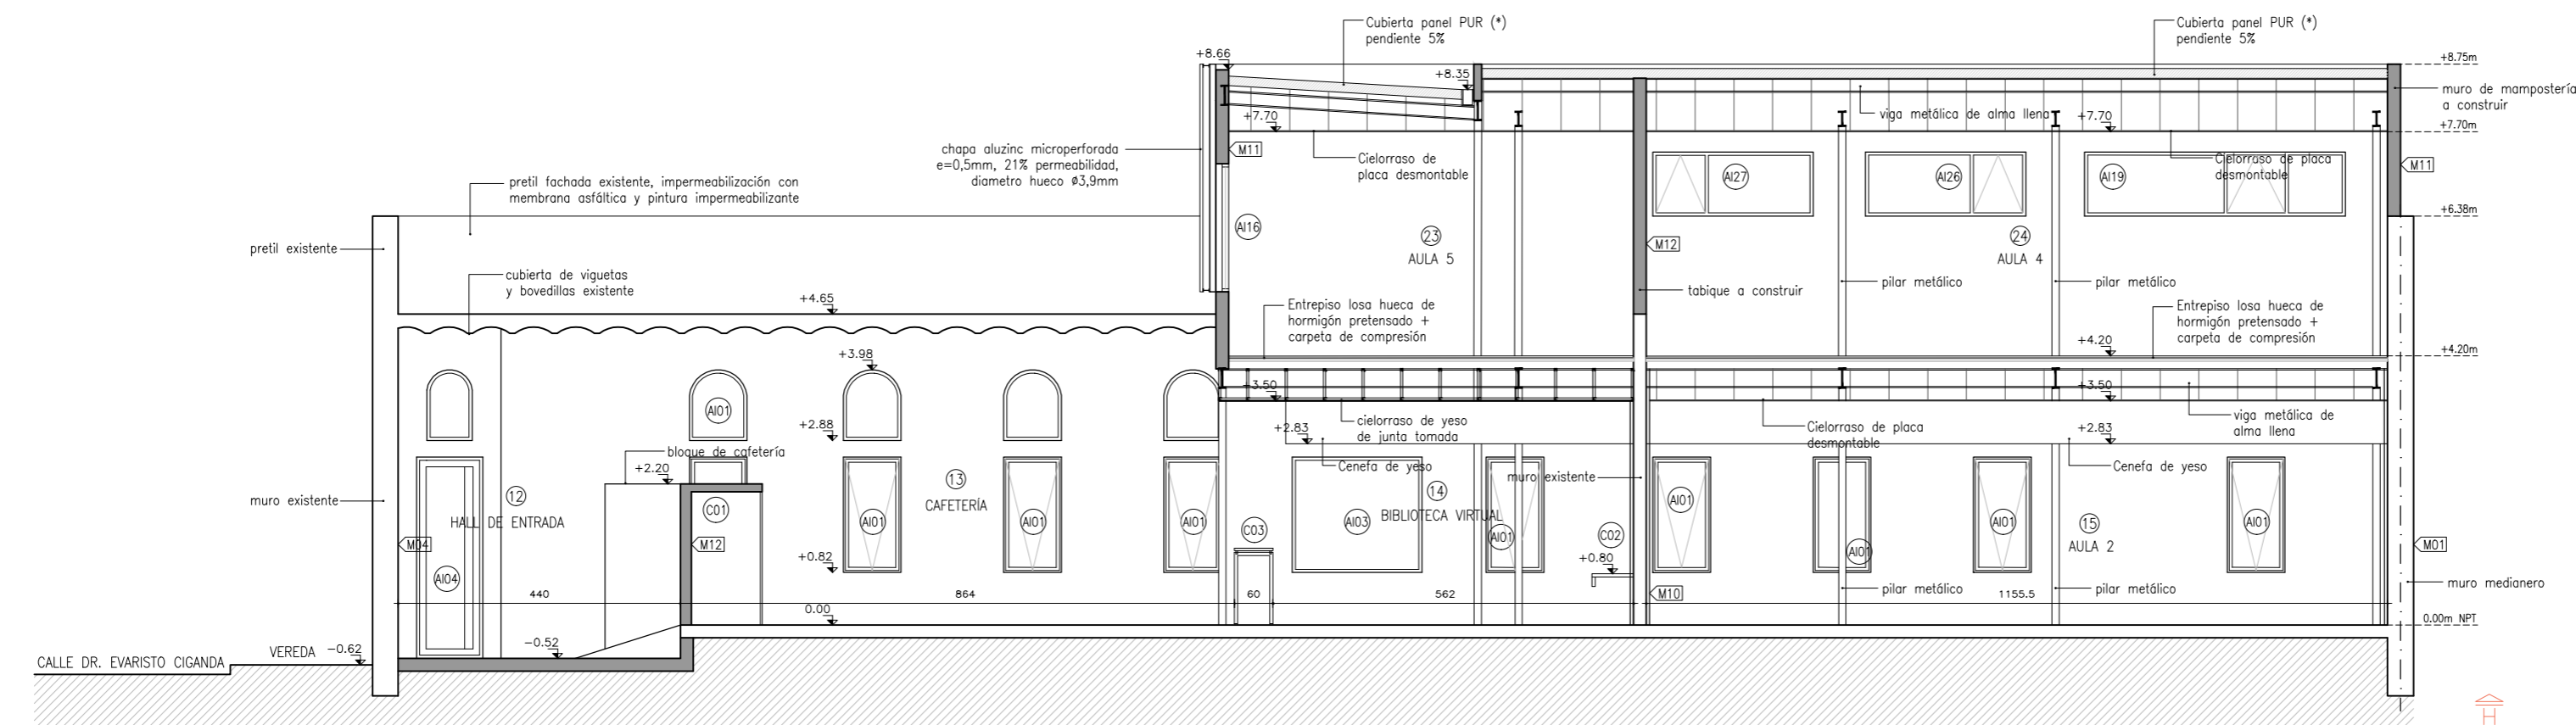 Cubierta panel PUR (*)
pendiente 5%
Cubierta panel PUR (*)
pendiente 5%
+8.66
+8.35
+8.75m
muro de mampostería
a construir
viga metálica de alma llena
+7.70
+7.70
+7.70m
chapa aluzinc microperforada
e=0,5mm, 21% permeabilidad,
diametro hueco ø3,9mm
M11
Cielorraso de
placa desmontable
Cielorraso de placa
desmontable
M11
AI27
AI26
AI19
pretil fachada existente, impermeabilización con
membrana asfáltica y pintura impermeabilizante
+6.38m
pretil existente
AI16
23
AULA 5
M12
24
AULA 4
cubierta de viguetas
y bovedillas existente
tabique a construir
pilar metálico
pilar metálico
+4.65
Entrepiso losa hueca de
hormigón pretensado +
carpeta de compresión
Entrepiso losa hueca de
hormigón pretensado +
carpeta de compresión
+4.20
+4.20m
+3.98
+3.50
+3.50
AI01
cielorraso de yeso
de junta tomada
Cielorraso de placa
desmontable
viga metálica de
alma llena
+2.88
+2.83
+2.83
bloque de cafetería
+2.20
Cenefa de yeso
Cenefa de yeso
muro existente
muro existente
12
HALL DE ENTRADA
13
CAFETERÍA
14
BIBLIOTECA VIRTUAL
15
AULA 2
C01
AI01
AI01
AI01
C03
AI03
AI01
C02
AI01
AI01
AI01
AI01
M04
M12
M01
AI04
+0.82
+0.80
muro medianero
M10
pilar metálico
pilar metálico
440
864
60
562
1155.5
0.00
0.00m NPT
-0.52
CALLE DR. EVARISTO CIGANDA
VEREDA
-0.62
H